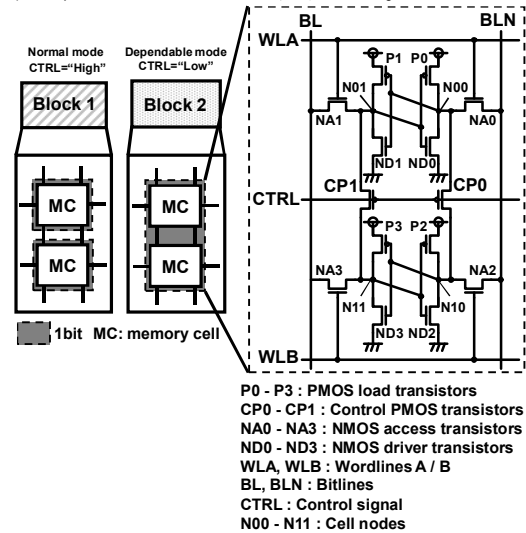 Normal mode
CTRL="High"
Dependable mode
CTRL="Low"
Block 1
Block 2
MC
MC
MC
MC
1bit MC: memory cell
BL
BLN
WLA
P1
P0
N01
N00
NA1
NA0
ND1
ND0
CTRL
CP1
CP0
P3
P2
NA3
NA2
N11
N10
ND3
ND2
WLB
P0 - P3 : PMOS load transistors
CP0 - CP1 : Control PMOS transistors
NA0 - NA3 : NMOS access transistors
ND0 - ND3 : NMOS driver transistors
WLA, WLB : Wordlines A / B
BL, BLN : Bitlines
CTRL : Control signal
N00 - N11 : Cell nodes